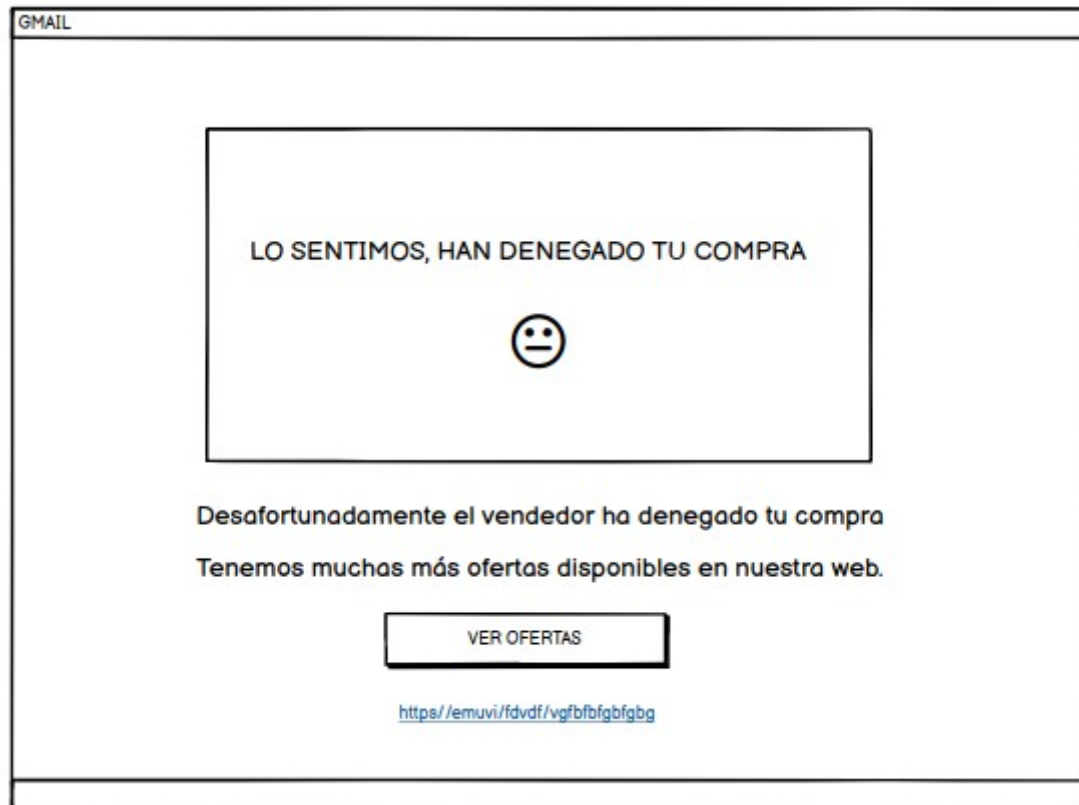 GMAIL
LO SENTIMOS, HAN DENEGADO TU COMPRA
Desafortunadamente el vendedor ha denegado tu compra
Tenemos muchas más ofertas disponibles en nuestra web.
VER OFERTAS
https//emuvi/fdvdf/vgfbfbfgbfgbg